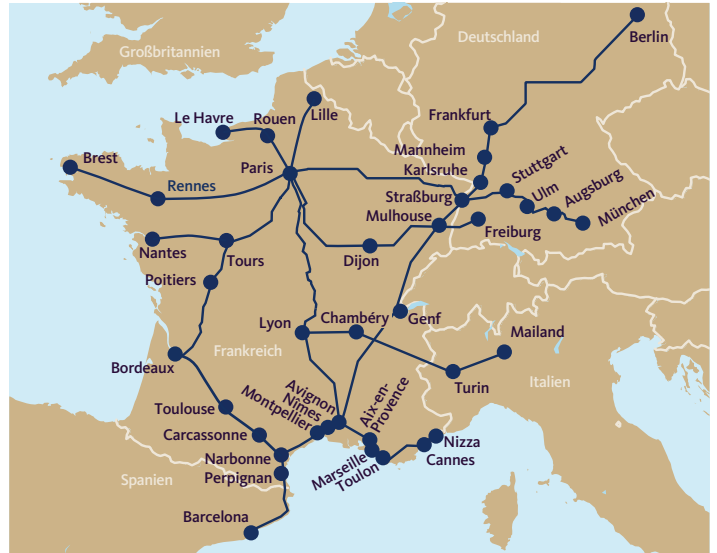 Deutschland
Berlin
Großbritannien
Le Havre
Rouen
Lille
Frankfurt
Brest
Mannheim
Paris
Karlsruhe
Stuttgart
Rennes
Straßburg
Ulm
Augsburg
Mulhouse
München
Freiburg
Nantes
Tours
Dijon
Poitiers
Genf
Chambéry
Lyon
Mailand
Frankreich
Bordeaux
Turin
Italien
Avignon
Nîmes
Montpellier
Aix-en-
Provence
Toulouse
Carcassonne
Nizza
Cannes
Narbonne
Marseille
Toulon
Perpignan
Spanien
Barcelona